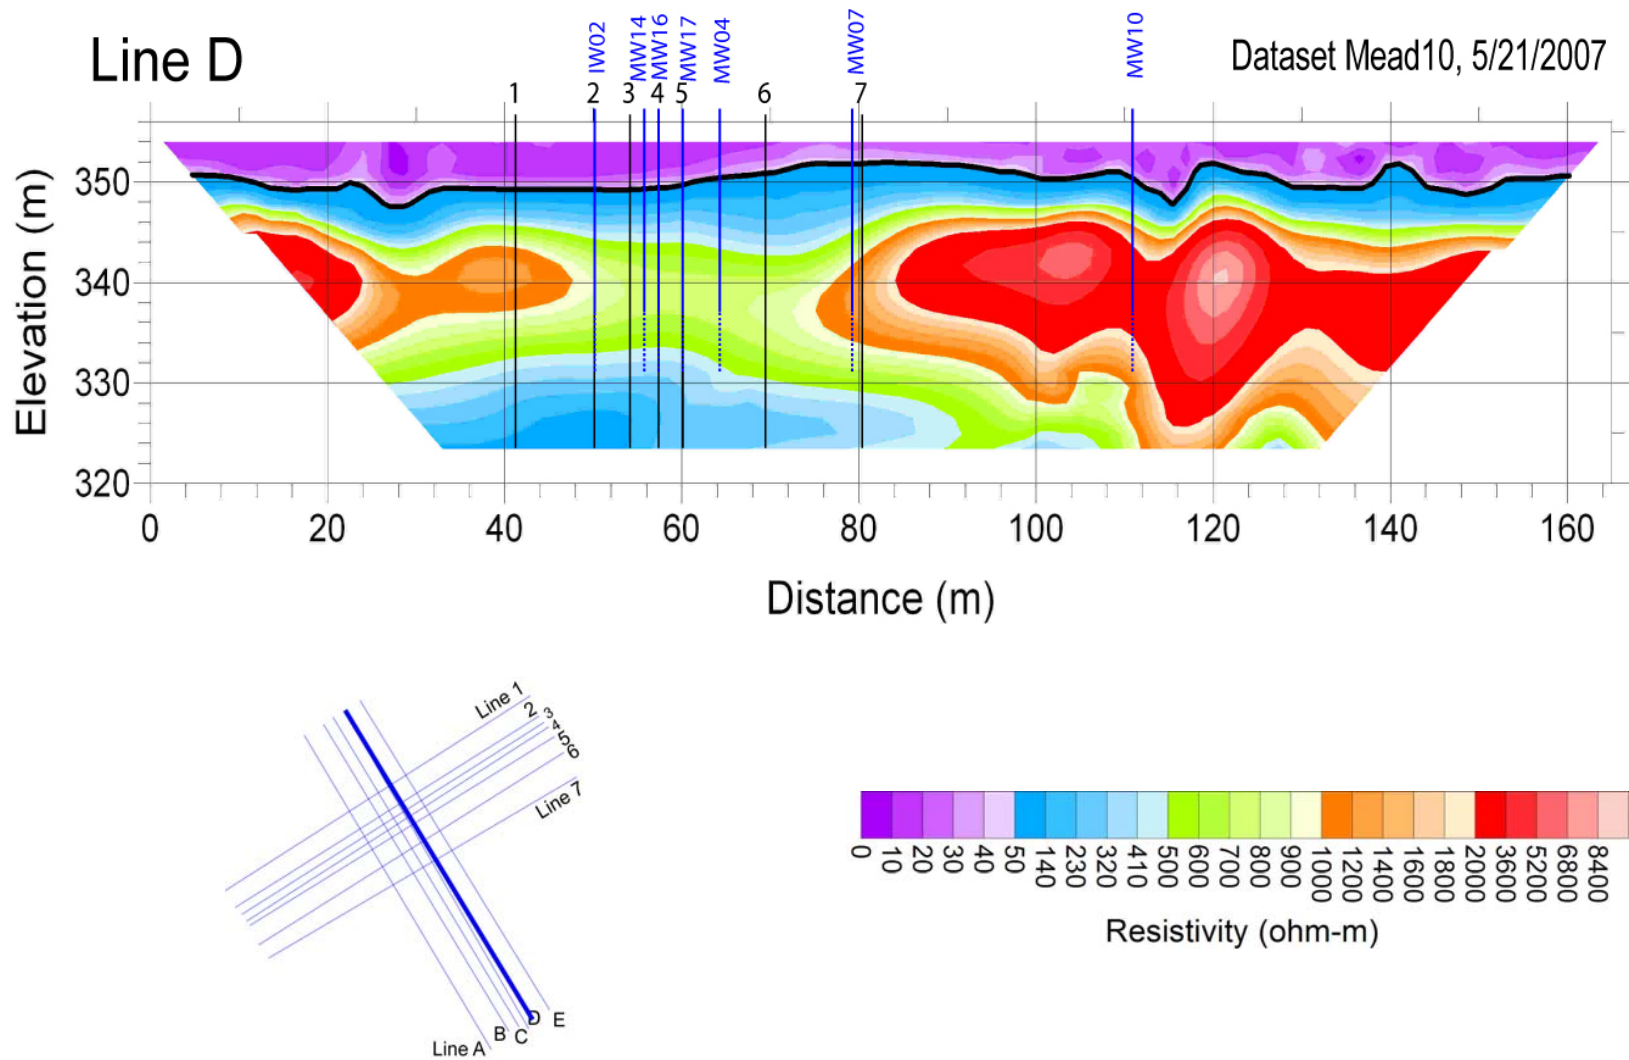 Line D
IW02 MW14 MW16 MW17 MW04 MW07 MW10
Dataset Mead10, 5/21/2007
1 2 3 4 5 6 7
Elevation (m)
350
340
330
320
0 20 40 60 80 100 120 140 160
Distance (m)
Line 1
2
3
4
5
6
Line 7
D
E
B
C
Line A
0 10 20 30 40 50 140 230 320 410 500 600 700 800 900 1000 1200 1400 1600 1800 2000 3600 5200 6800 8400
Resistivity (ohm-m)